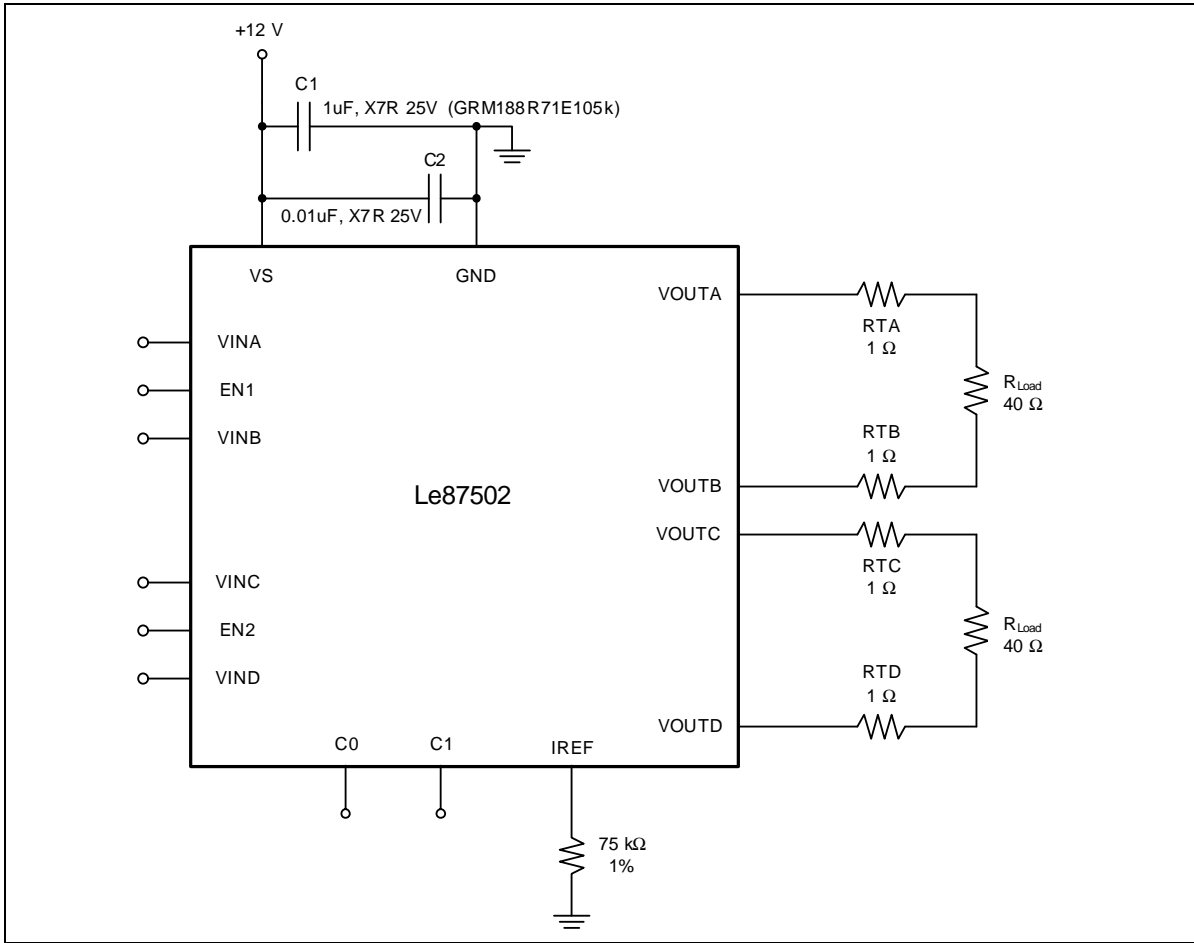 +12 V
C1
1uF, X7R 25V (GRM188R71E105k)
C2
0.01uF, X7R 25V
VS
GND
VOUTA
RTA
1 Ω
VINA
EN1
VINB
RLoad
40 Ω
RTB
1 Ω
VOUTB
Le87502
VOUTC
RTC
1 Ω
VINC
EN2
VIND
RLoad
40 Ω
RTD
1 Ω
VOUTD
C0
C1
IREF
75 kΩ
1%